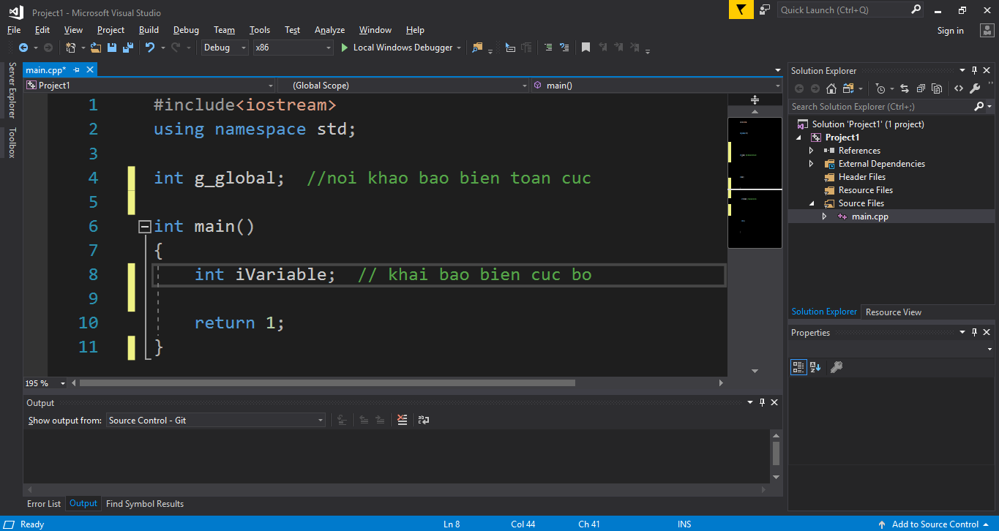 Project1 - Microsoft Visual Studio
Quick Launch (Ctrl+Q)
File Edit View Project Build Debug Team Tools Test Analyze Window Help
Sign in
Debug x86 Local Windows Debugger
Server Explorer
Toolbox
main.cpp*
Project1 (Global Scope) main()
1 #include<iostream>
2 using namespace std;
3
4 int g_global; //noi khao bao bien toan cuc
5
6 int main()
7 {
8 int iVariable; // khai bao bien cuc bo
9
10 return 1;
11 }
195 %
Output
Show output from: Source Control - Git
Error List Output Find Symbol Results
Solution Explorer
Search Solution Explorer (Ctrl+;)
Solution 'Project1' (1 project)
Project1
References
External Dependencies
Header Files
Resource Files
Source Files
main.cpp
Solution Explorer Resource View
Properties
Ready Ln 8 Col 44 Ch 41 INS Add to Source Control